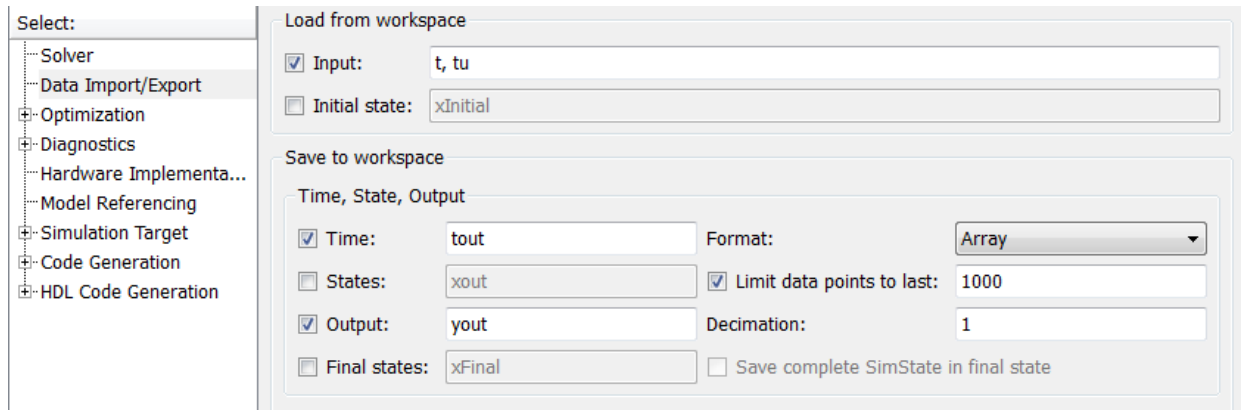 Select:
Solver
Data Import/Export
Optimization
Diagnostics
Hardware Implementa...
Model Referencing
Simulation Target
Code Generation
HDL Code Generation
Load from workspace
Input: t, tu
Initial state: xInitial
Save to workspace
Time, State, Output
Time: tout Format: Array
States: xout Limit data points to last: 1000
Output: yout Decimation: 1
Final states: xFinal Save complete SimState in final state